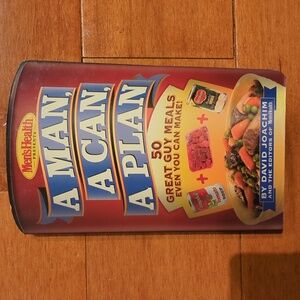 Men'sHealth
A MAN,
A CAN,
A PLAN
50
GREAT GUY MEALS
EVEN YOU CAN MAKE!
BY DAVID JOACHIM
AND THE EDITORS OF